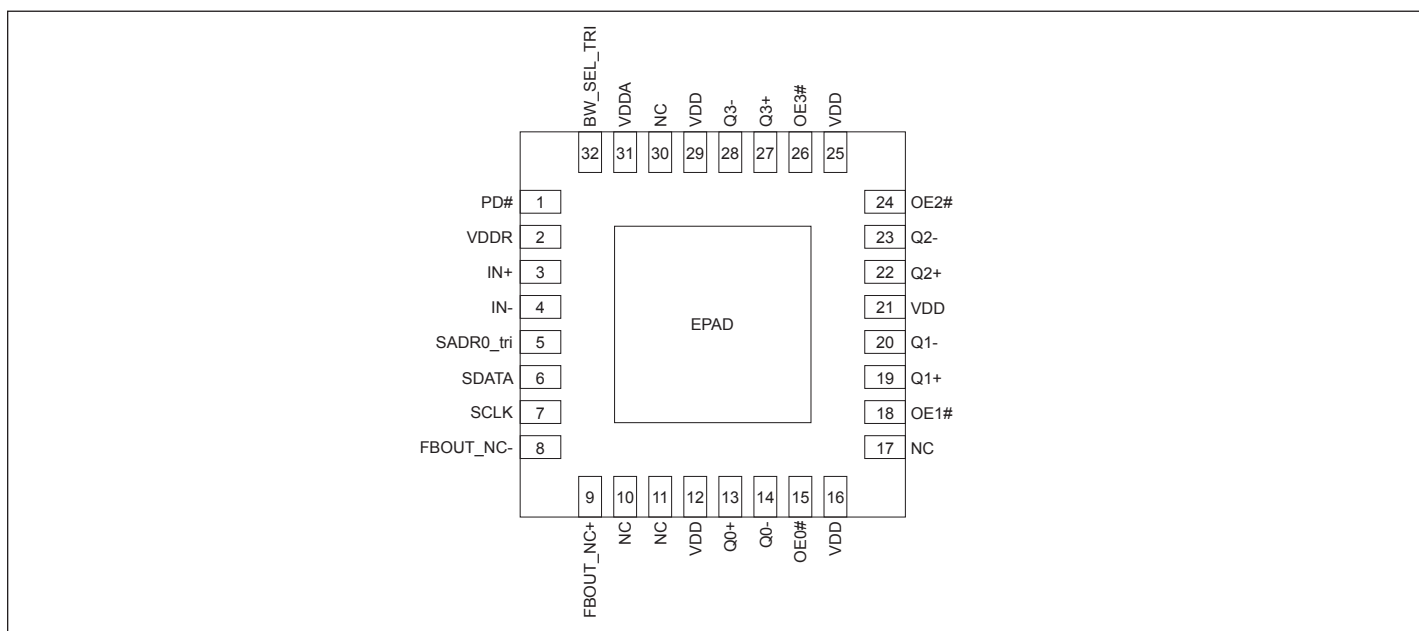 BW_SEL_TRI
VDDA
NC
VDD
Q3-
Q3+
OE3#
VDD
32 31 30 29 28 27 26 25
PD# 1
VDDR 2
IN+ 3
IN- 4
SADR0_tri 5
SDATA 6
SCLK 7
FBOUT_NC- 8
EPAD
24 OE2#
23 Q2-
22 Q2+
21 VDD
20 Q1-
19 Q1+
18 OE1#
17 NC
9 10 11 12 13 14 15 16
FBOUT_NC+
NC
NC
VDD
Q0+
Q0-
OE0#
VDD